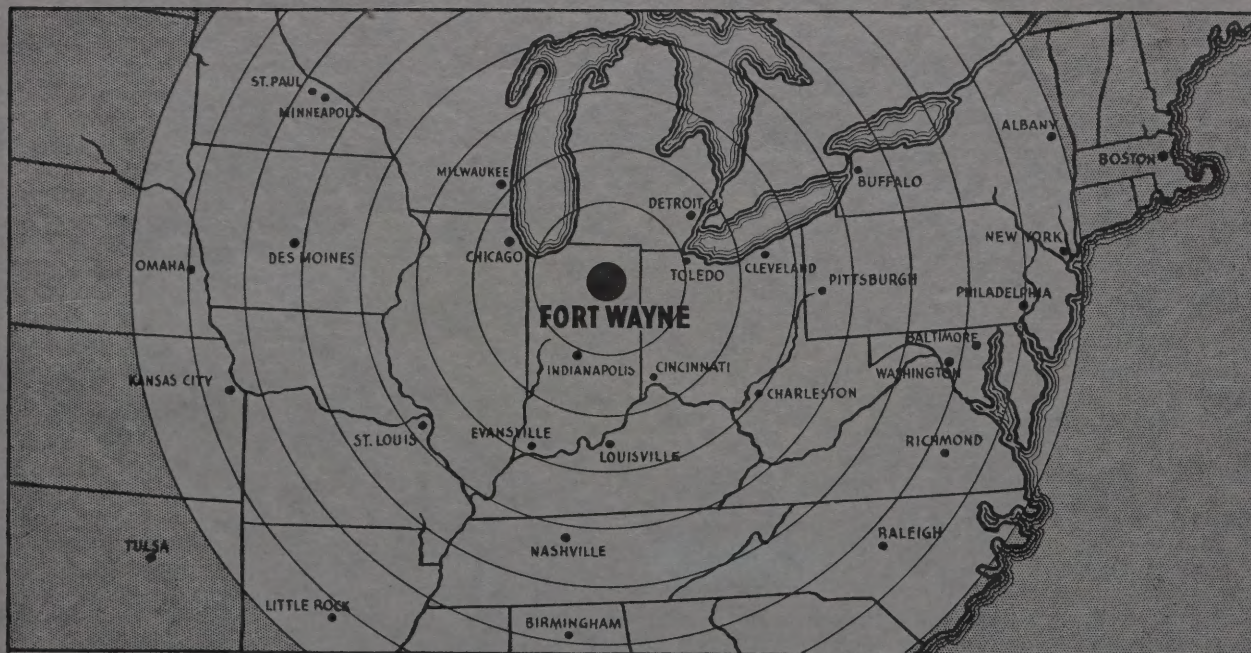 ST. PAUL
MINNEAPOLIS
ALBANY
BOSTON
MILWAUKEE
BUFFALO
DETROIT
NEW YORK
CHICAGO
DES MOINES
OMAHA
TOLEDO
CLEVELAND
PITTSBURGH
PHILADELPHIA
FORT WAYNE
BALTIMORE
INDIANAPOLIS
CINCINNATI
WASHINGTON
KANSAS CITY
CHARLESTON
ST. LOUIS
EVANSVILLE
LOUISVILLE
RICHMOND
TULSA
NASHVILLE
RALEIGH
LITTLE ROCK
BIRMINGHAM